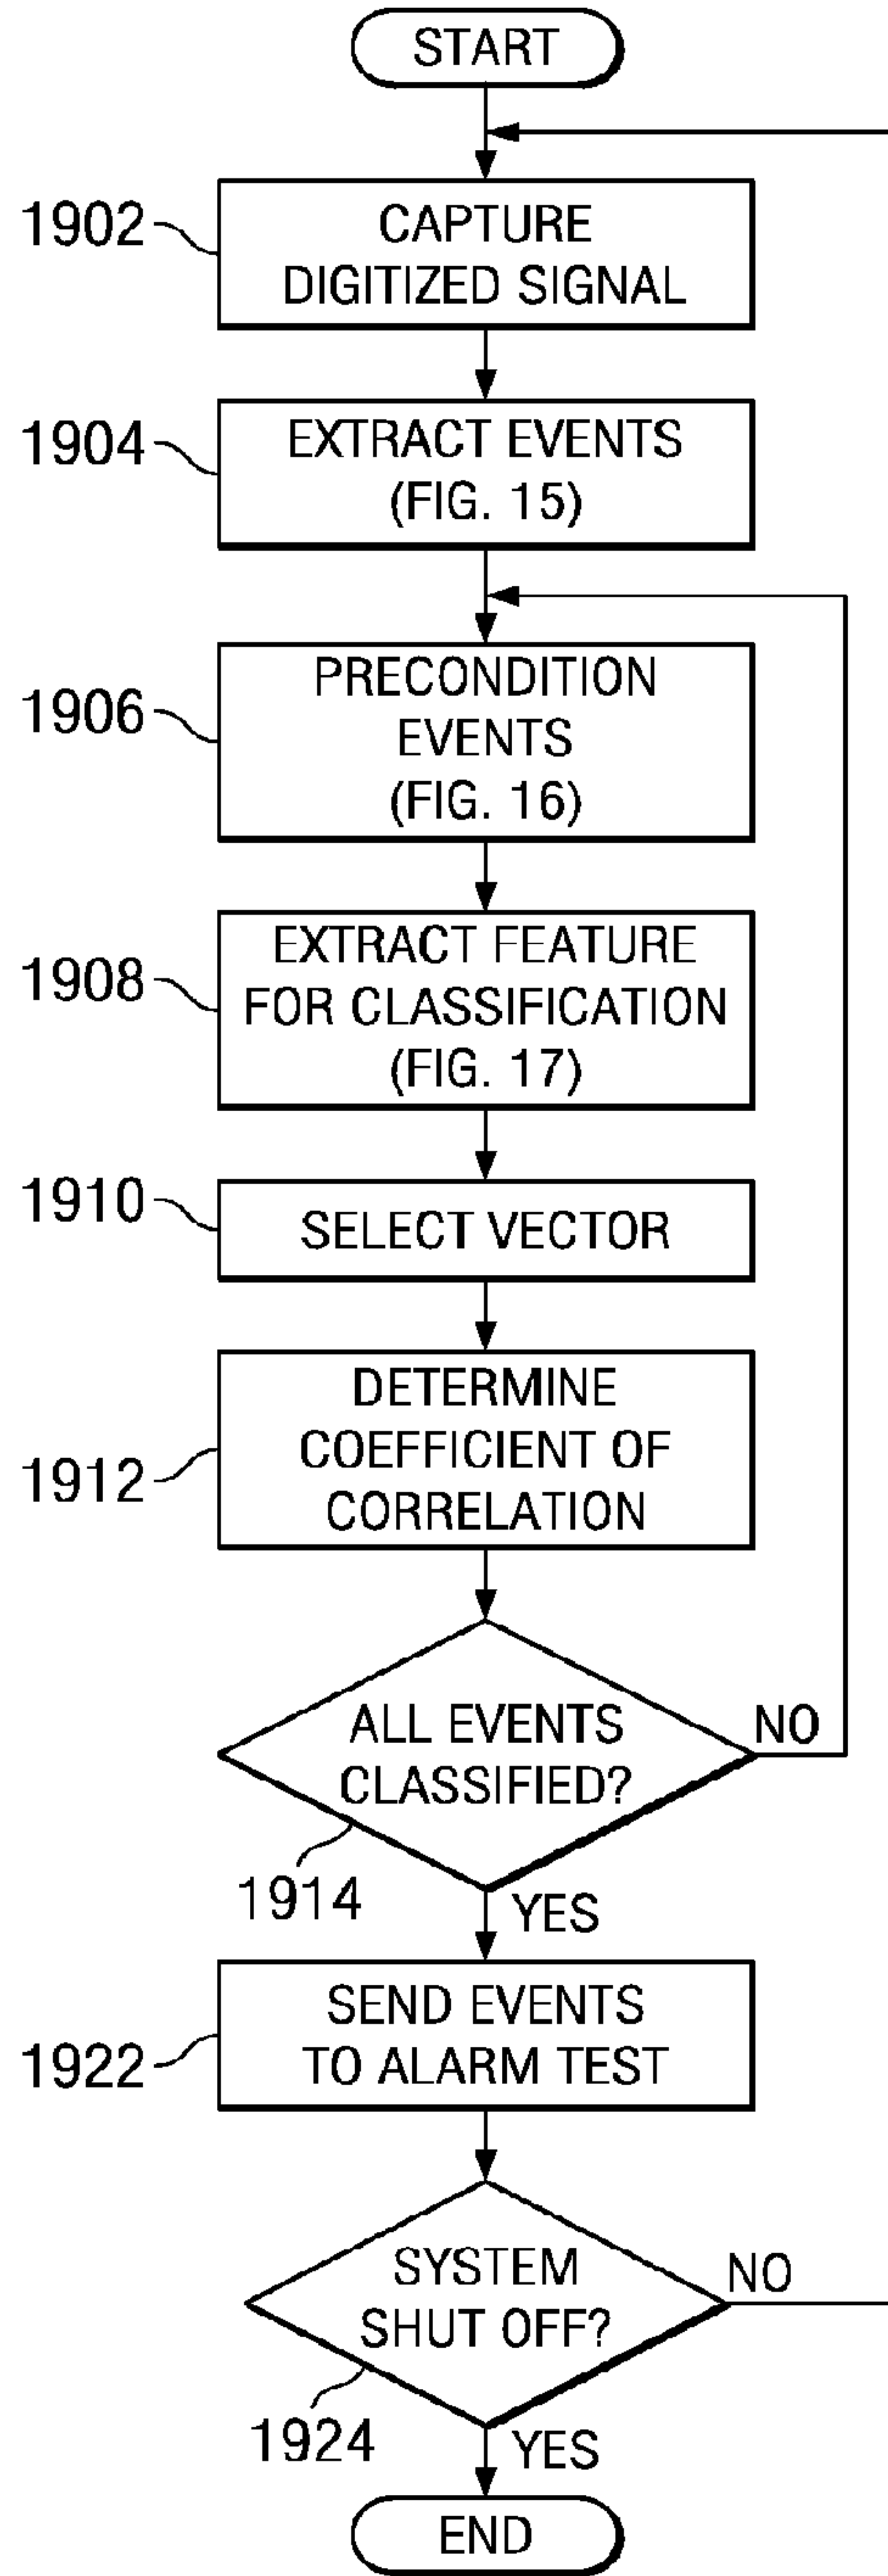 START
1902
CAPTURE
DIGITIZED SIGNAL
1904
EXTRACT EVENTS
(FIG. 15)
1906
PRECONDITION
EVENTS
(FIG. 16)
1908
EXTRACT FEATURE
FOR CLASSIFICATION
(FIG. 17)
1910
SELECT VECTOR
1912
DETERMINE
COEFFICIENT OF
CORRELATION
ALL EVENTS
CLASSIFIED?
NO
1914
YES
1922
SEND EVENTS
TO ALARM TEST
SYSTEM
SHUT OFF?
NO
1924
YES
END